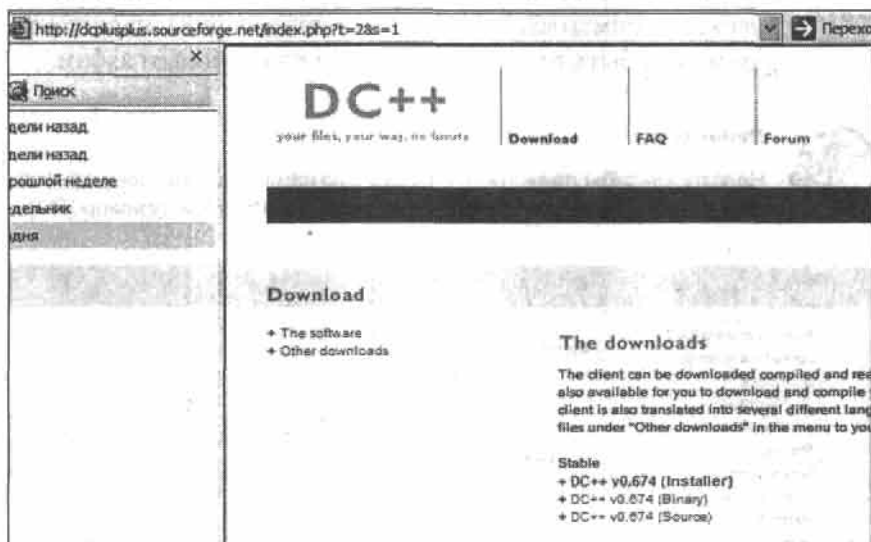 http://dcplusplus.sourceforge.net/index.php?t=2&s=1
Перехо
Поиск
дели назад
дели назад
рошлой неделе
едельник
одня
DC++
your files, your way, no limits
Download
FAQ
Forum
Download
+ The software
+ Other downloads
The downloads
The client can be downloaded compiled and rea
also available for you to download and compile
client is also translated into several different lang
files under "Other downloads" in the menu to you
Stable
+ DC++ v0.674 (Installer)
+ DC++ v0.674 (Binary)
+ DC++ v0.674 (Source)